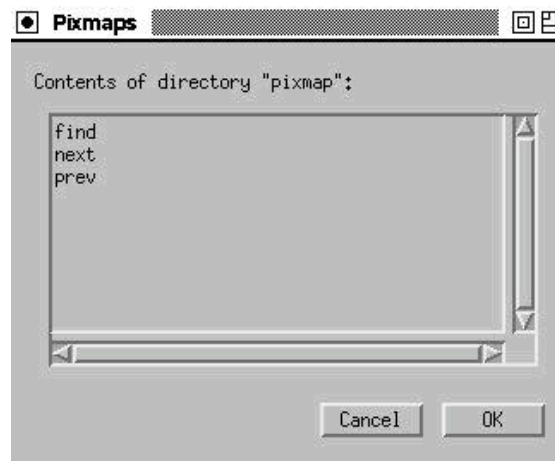 Pixmaps
Contents of directory "pixmap":
find
next
prev
Cancel
OK